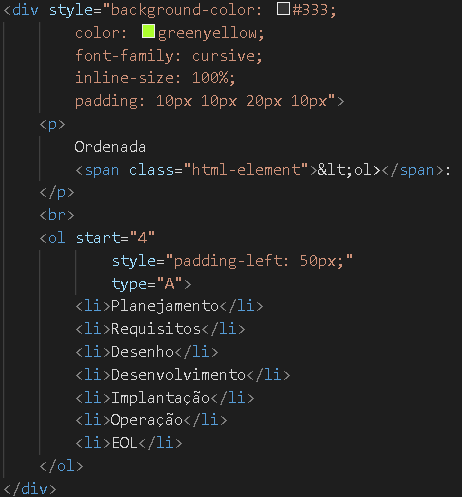 <div style="background-color: #333;
color: greenyellow;
font-family: cursive;
inline-size: 100%;
padding: 10px 10px 20px 10px">
<p>
Ordenada
<span class="html-element">&lt;ol></span>:
</p>
<br>
<ol start="4"
style="padding-left: 50px;"
type="A">
<li>Planejamento</li>
<li>Requisitos</li>
<li>Desenho</li>
<li>Desenvolvimento</li>
<li>Implantação</li>
<li>Operação</li>
<li>EOL</li>
</ol>
</div>